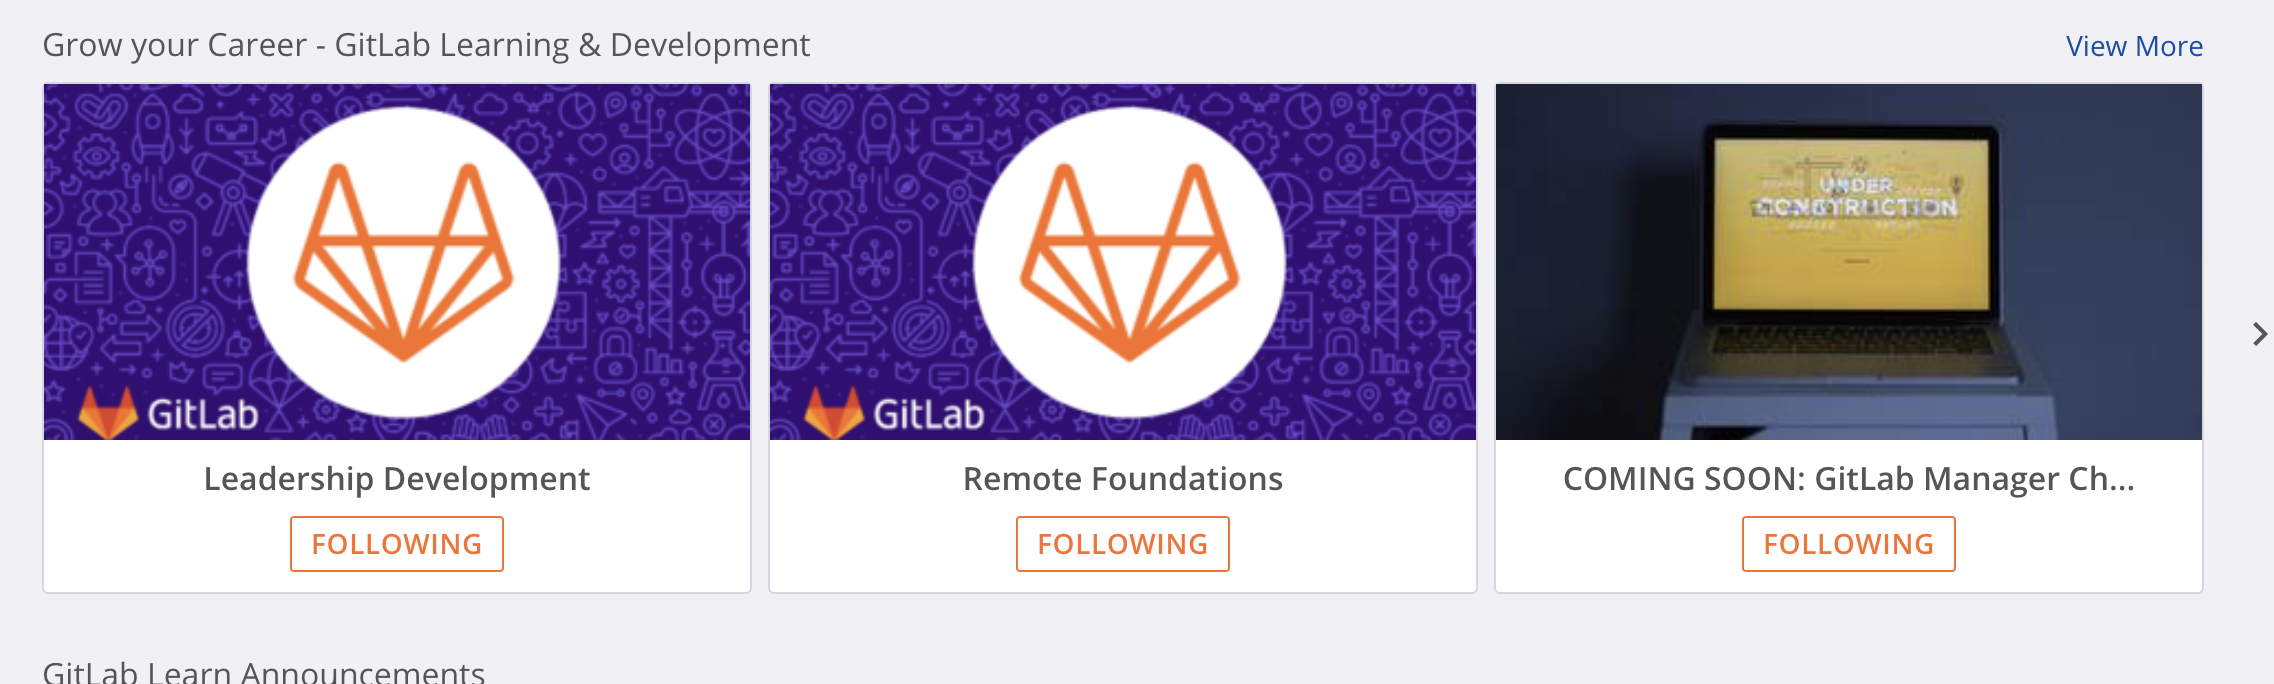 Grow your Career - GitLab Learning & Development
View More
GitLab
GitLab
UNDER
CONSTRUCTION
Leadership Development
Remote Foundations
COMING SOON: GitLab Manager Ch...
FOLLOWING
FOLLOWING
FOLLOWING
GitLab Learn Announcements